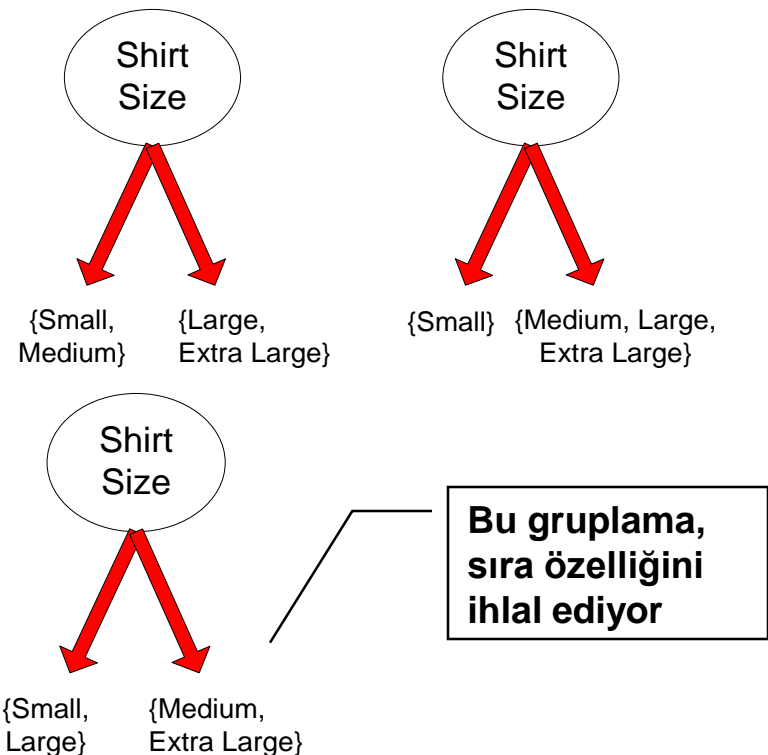 Shirt
Size
{Small,
Medium}
{Large,
Extra Large}
Shirt
Size
{Small}
{Medium, Large,
Extra Large}
Shirt
Size
{Small,
Large}
{Medium,
Extra Large}
Bu gruplama,
sıra özelliğini
ihlal ediyor